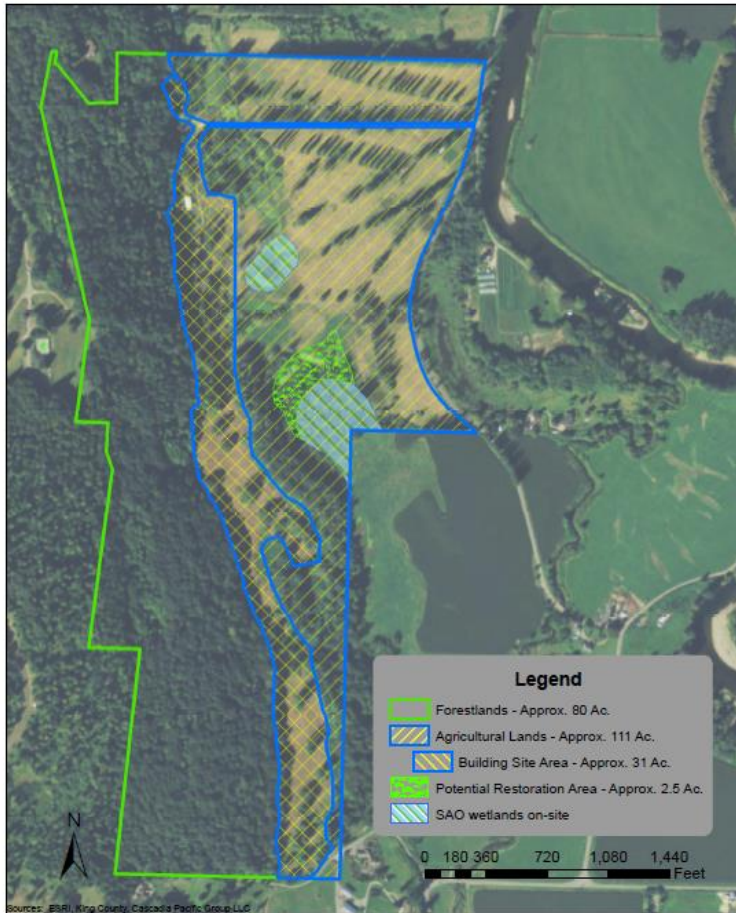 Legend
Forestlands - Approx. 80 Ac.
Agricultural Lands - Approx. 111 Ac.
Building Site Area - Approx. 31 Ac.
Potential Restoration Area - Approx. 2.5 Ac.
SAO wetlands on-site
N
0 180 360 720 1,080 1,440
Feet
Sources: ESRI, King County, Cascadia Pacific Group LLC